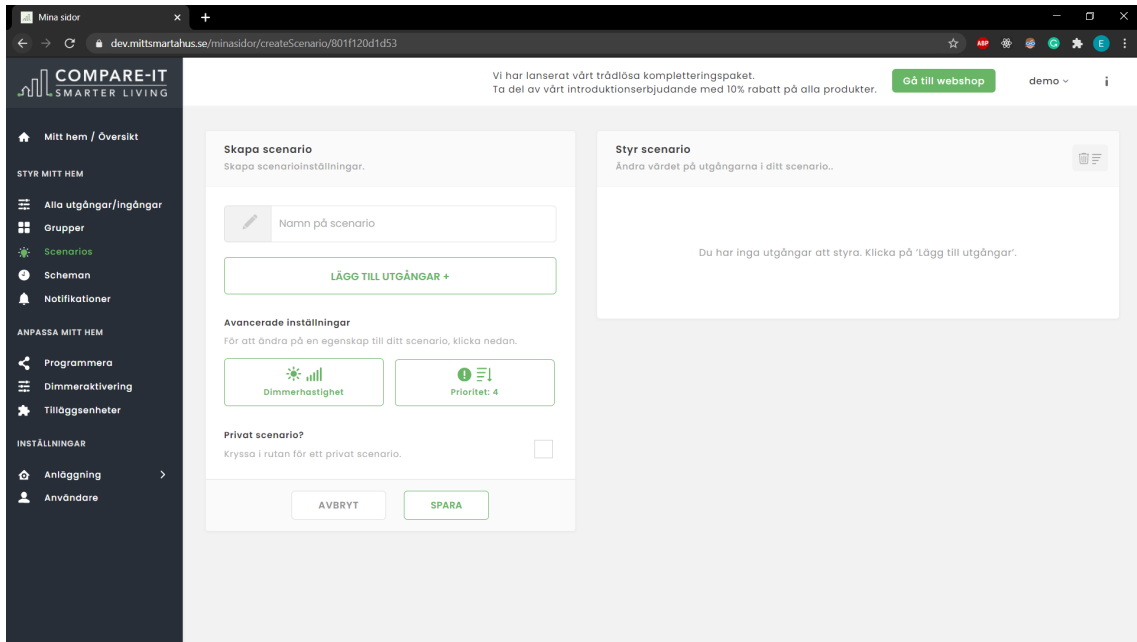 Mina sidor
dev.mittsmartahus.se/minasidor/createScenario/801f120d1d53
ABP
G
E
COMPARE-IT
SMARTER LIVING
Vi har lanserat vårt trådlösa kompletteringspaket.
Ta del av vårt introduktionserbjudande med 10% rabatt på alla produkter.
Gå till webshop
demo
i
Mitt hem / Översikt
STYR MITT HEM
Alla utgångar/ingångar
Grupper
Scenarios
Scheman
Notifikationer
ANPASSA MITT HEM
Programmera
Dimmeraktivering
Tilläggsenheter
INSTÄLLNINGAR
Anläggning
Användare
Skapa scenario
Skapa scenarioinställningar.
Namn på scenario
LÄGG TILL UTGÅNGAR +
Avancerade inställningar
För att ändra på en egenskap till ditt scenario, klicka nedan.
Dimmerhastighet
Prioritet: 4
Privat scenario?
Kryssa i rutan för ett privat scenario.
AVBRYT
SPARA
Styr scenario
Ändra värdet på utgångarna i ditt scenario..
Du har inga utgångar att styra. Klicka på 'Lägg till utgångar'.